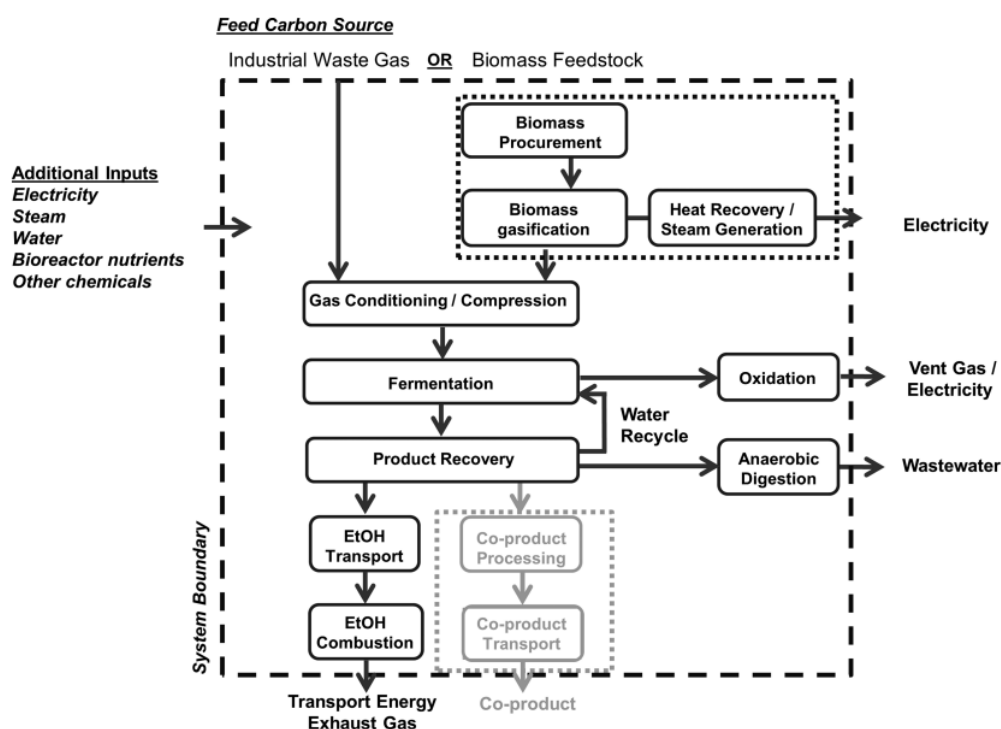 Feed Carbon Source
Industrial Waste Gas OR Biomass Feedstock
Additional Inputs
Electricity
Steam
Water
Bioreactor nutrients
Other chemicals
Biomass
Procurement
Biomass
gasification
Heat Recovery /
Steam Generation
Electricity
Gas Conditioning / Compression
Fermentation
Oxidation
Vent Gas /
Electricity
Water
Recycle
Product Recovery
Anaerobic
Digestion
Wastewater
EtOH
Transport
Co-product
Processing
EtOH
Combustion
Co-product
Transport
System Boundary
Transport Energy
Exhaust Gas
Co-product